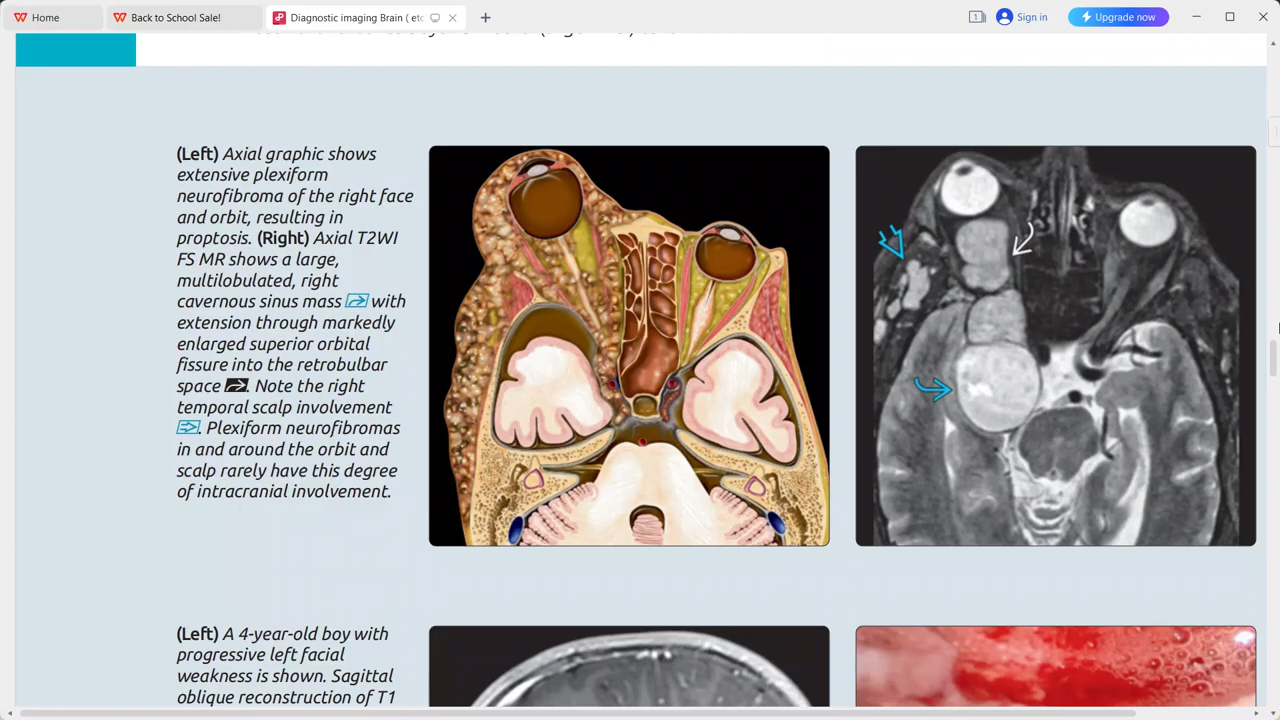 Home
Back to School Sale!
Diagnostic imaging Brain ( etc
1
Sign in
Upgrade now
(Left) Axial graphic shows
extensive plexiform
neurofibroma of the right face
and orbit, resulting in
proptosis. (Right) Axial T2WI
FS MR shows a large,
multilobulated, right
cavernous sinus mass with
extension through markedly
enlarged superior orbital
fissure into the retrobulbar
space . Note the right
temporal scalp involvement
. Plexiform neurofibromas
in and around the orbit and
scalp rarely have this degree
of intracranial involvement.
(Left) A 4-year-old boy with
progressive left facial
weakness is shown. Sagittal
oblique reconstruction of T1